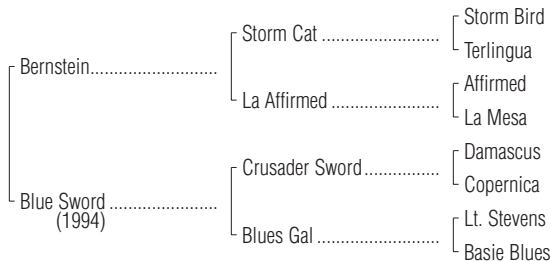 Storm Bird
Storm Cat ..........................
Terlingua
Bernstein............................
Affirmed
La Affirmed ........................
La Mesa
Damascus
Crusader Sword.................
Copernica
Blue Sword ........................
(1994)
Lt. Stevens
Blues Gal ...........................
Basie Blues